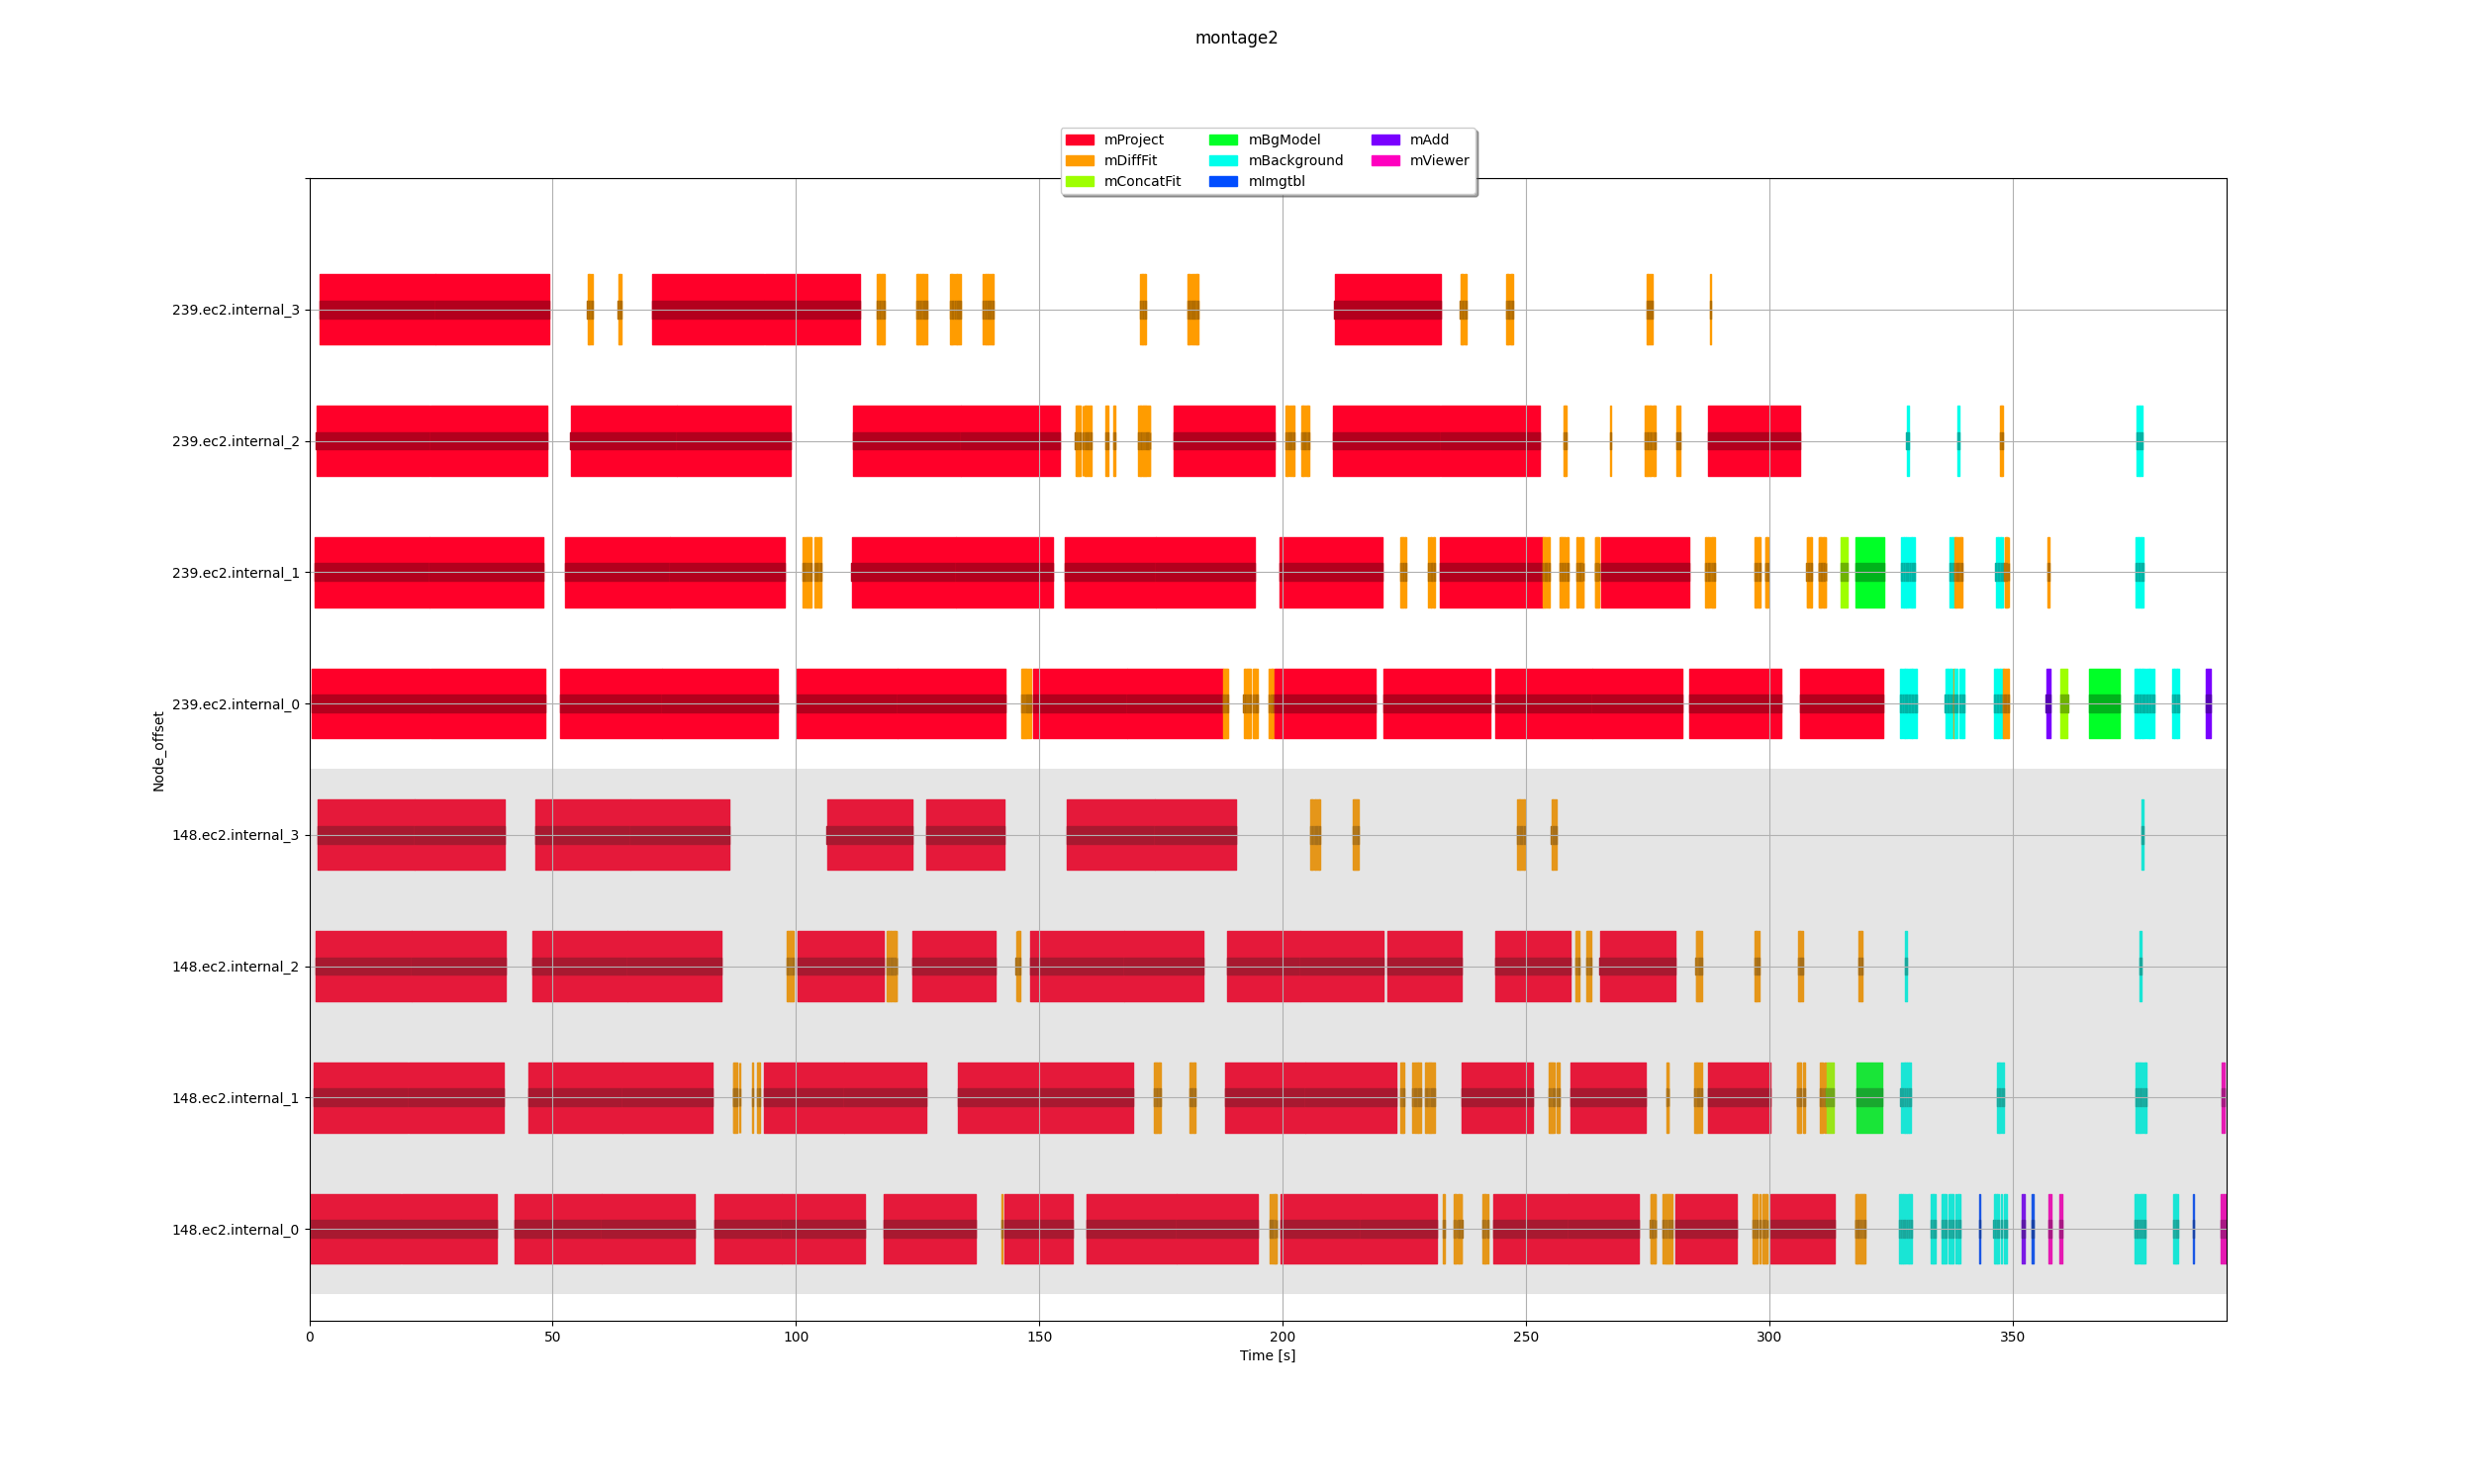 montage2
mProject
mDiffFit
mConcatFit
mBgModel
mBackground
mImgtbl
mAdd
mViewer
239.ec2.internal_3
239.ec2.internal_2
239.ec2.internal_1
239.ec2.internal_0
148.ec2.internal_3
148.ec2.internal_2
148.ec2.internal_1
148.ec2.internal_0
Node_offset
0 50 100 150 200 250 300 350
Time [s]